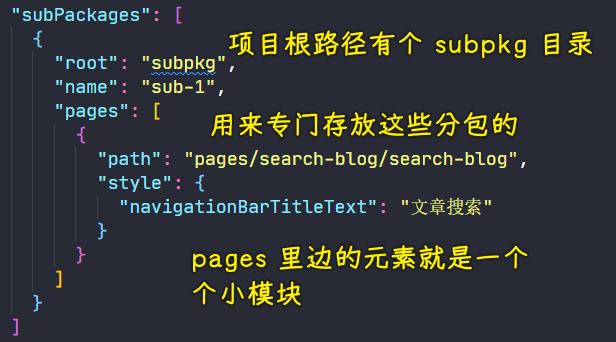 "subPackages": [
{
项目根路径有个 subpkg 目录
"root": "subpkg",
"name": "sub-1",
"pages": [
用来专门存放这些分包的
{
"path": "pages/search-blog/search-blog",
"style": {
"navigationBarTitleText": "文章搜索"
}
}
pages 里边的元素就是一个
个小模块
]
}
]